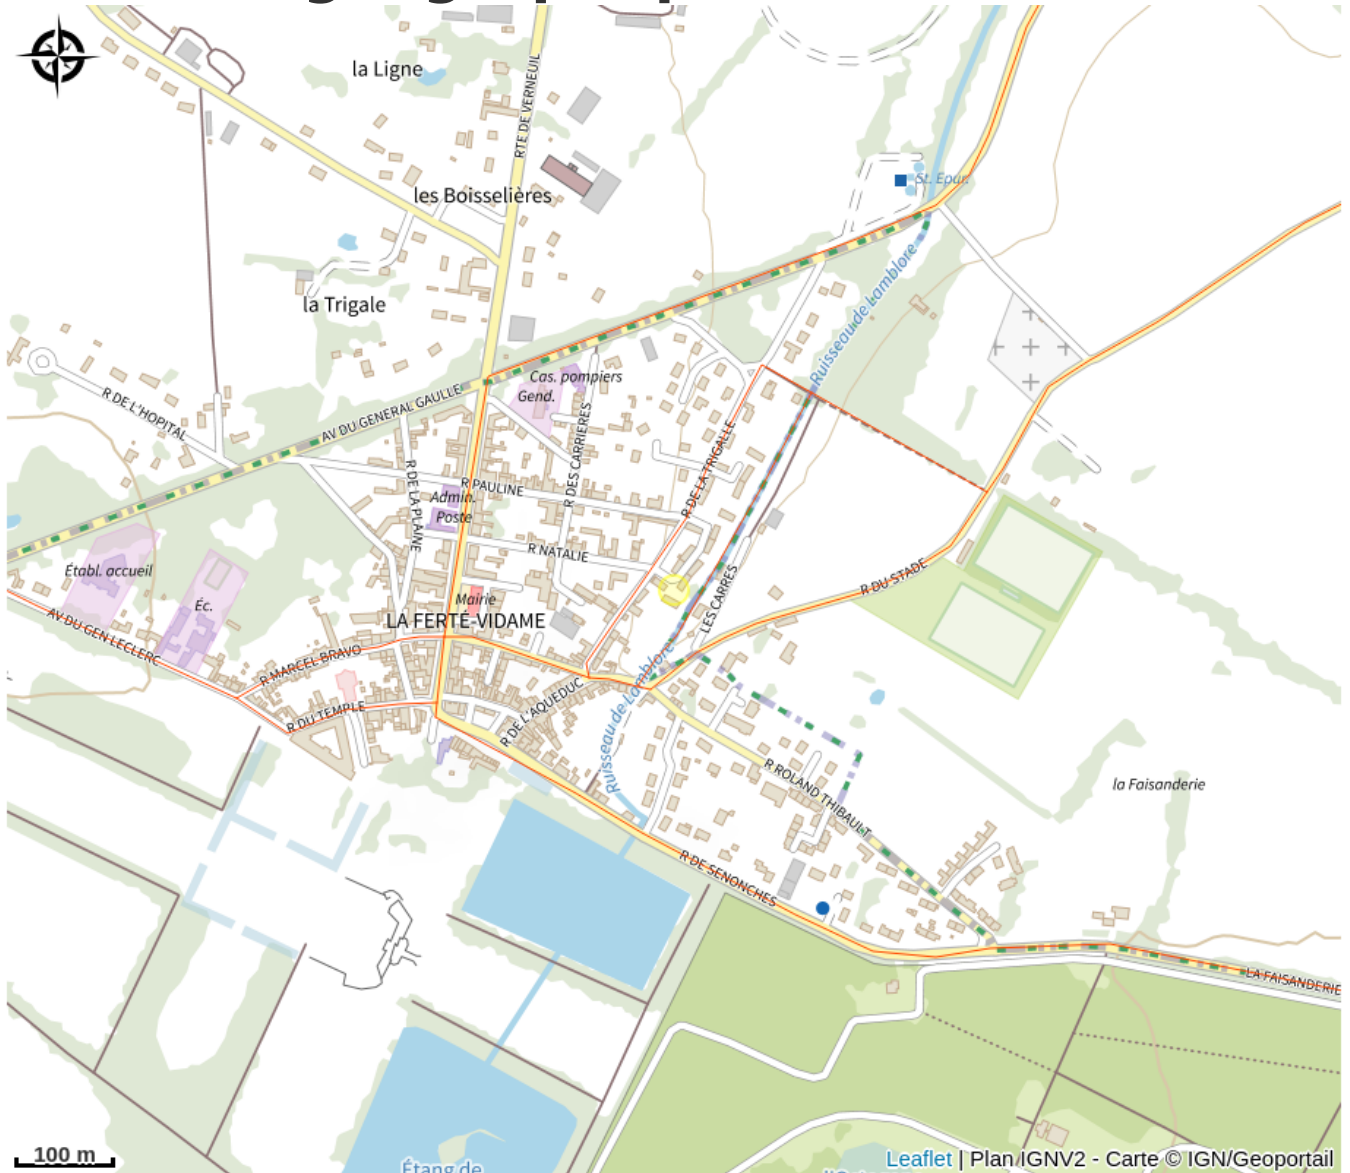 la Ligne
RTE DE VERNEUIL
les Boisselières
St. Epur.
Ruisseau de Lamblore
la Trigale
Cas. pompiers
Gend.
R DE L'HOPITAL
AV DU GENERAL GAULLE
R DES CARRIERES
R DE LA TRIGALLE
R DE LA PLAINE
R PAULINE
Admin.
Poste
R NATALIE
Établ. accueil
Éc.
Mairie
LA FERTÉ-VIDAME
LES CARRES
R DU STADE
AV DU GEN LECLERC
R MARCEL BRAVO
R DU TEMPLE
R DE L'AQUEDUC
Ruisseau de Lamblore
R ROLAND THIBAULT
la Faisanderie
R DE SENONCHES
LA FAISANDERIE
100 m
Étang de
Leaflet | Plan IGNV2 - Carte © IGN/Geoportail